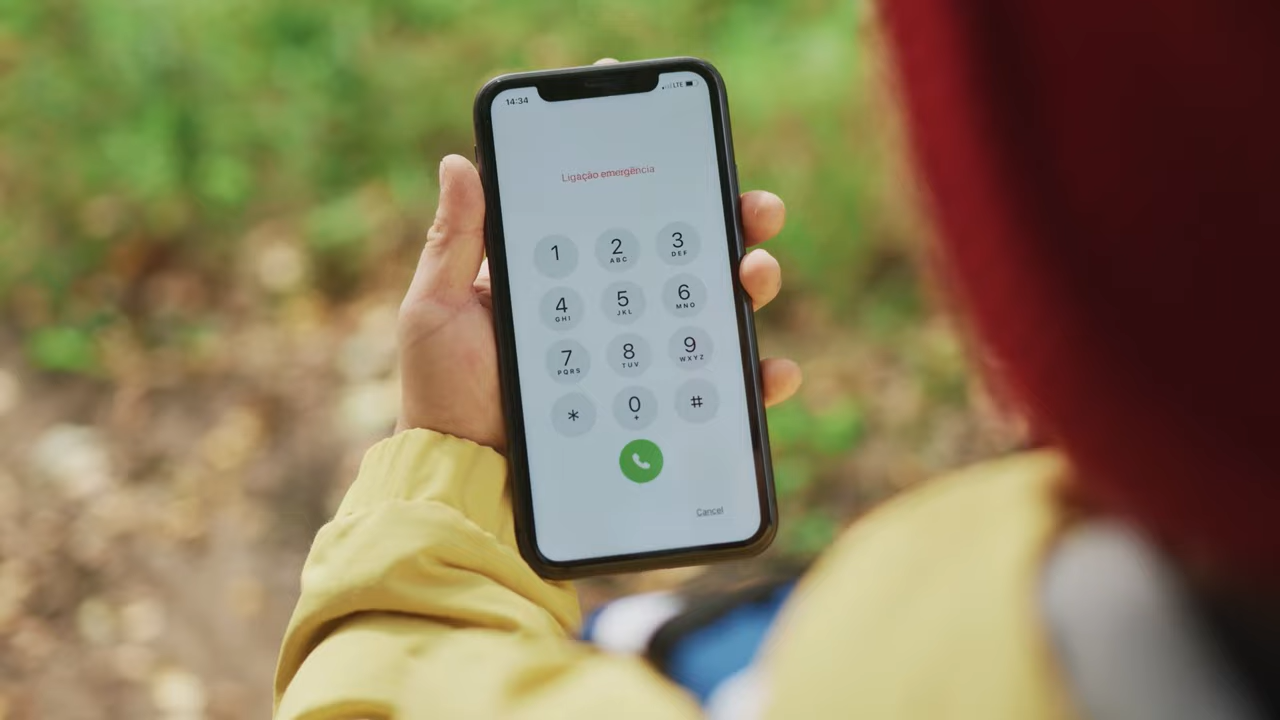 14:34 LTE
Ligação emergência
1 2 3
ABC DEF
4 5 6
GHI JKL MNO
7 8 9
PQRS TUV WXYZ
* 0 #
+
Cancel